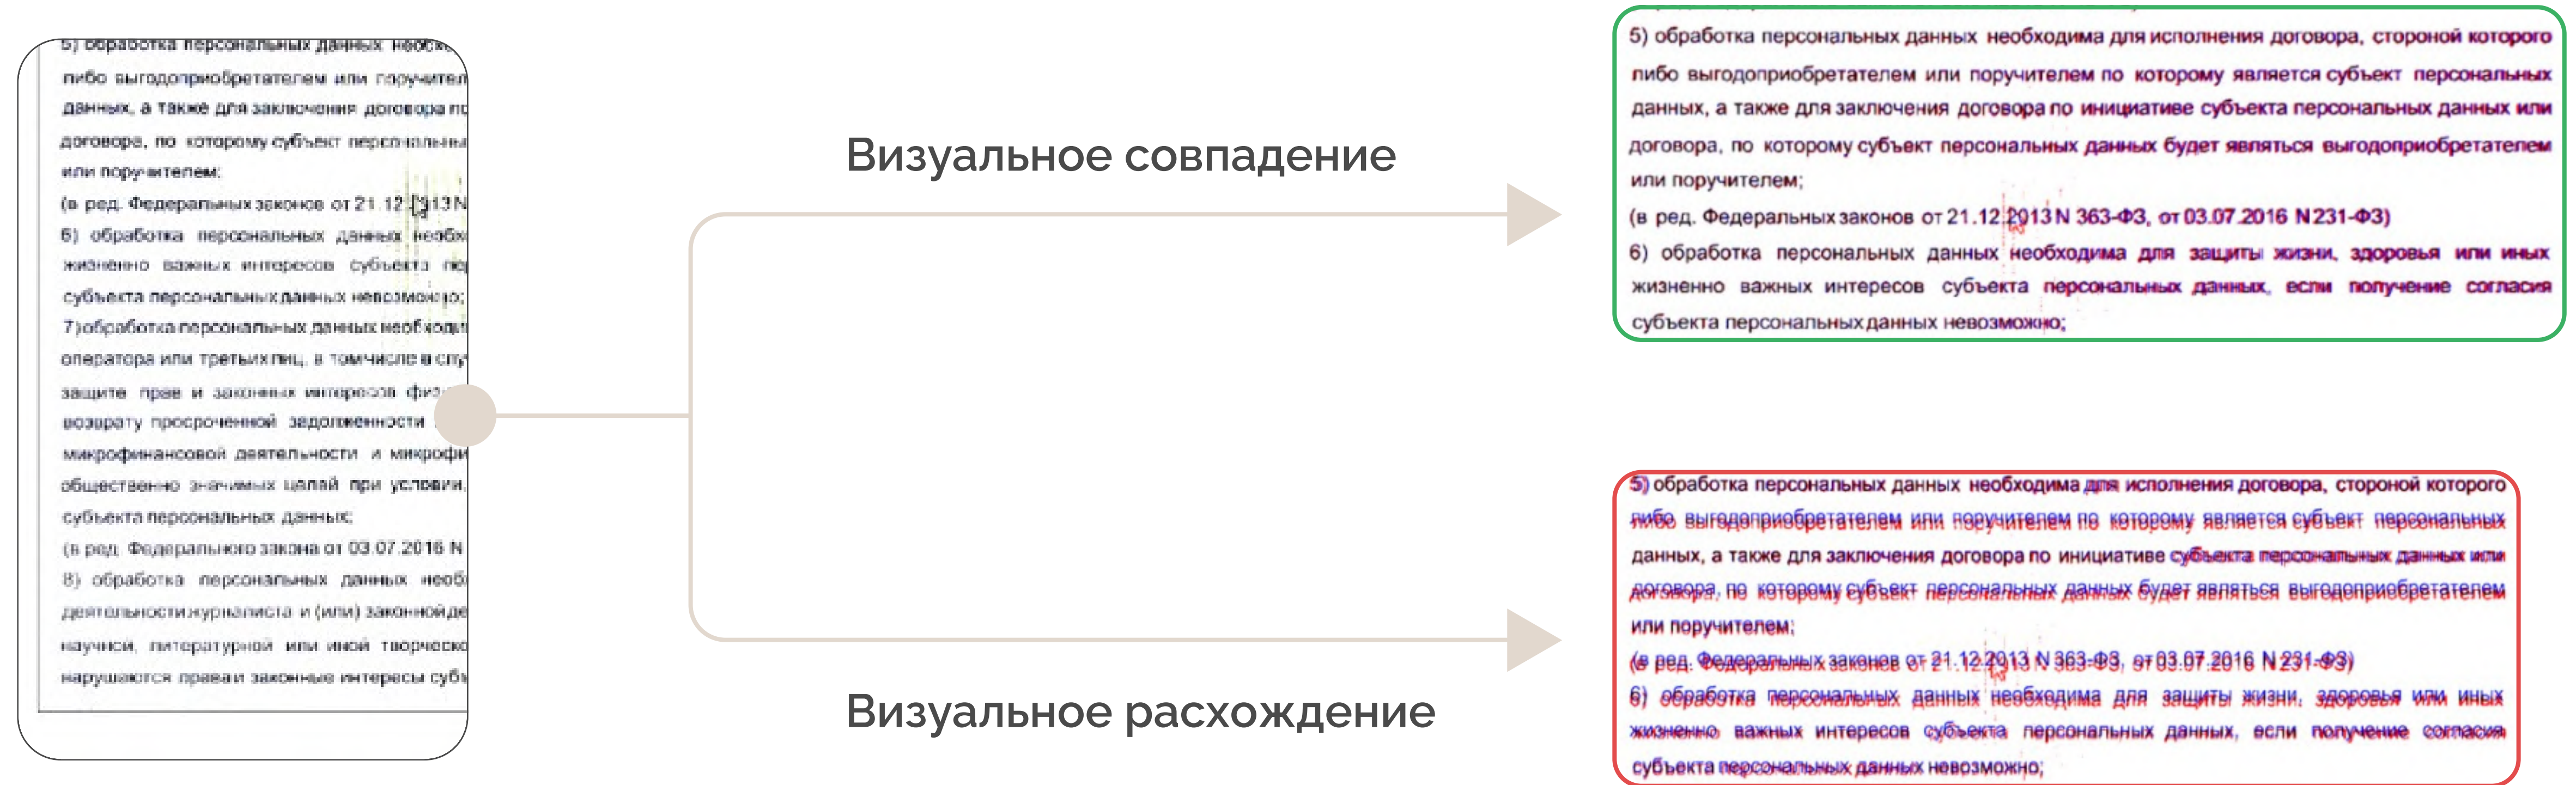 5) обработка персональных данных
либо выгодоприобретателем или
данных, а также для заключения договора
договора, по которому субъект
или поручителем;
(в ред. Федеральных законов от 21.12
6) обработка персональных данных
жизненно важных интересов субъекта
субъекта персональных данных невозможно;
7) обработка персональных данных
оператора или третьих лиц, в том числе в
защите прав и законных интересов
возврату просроченной задолженности
микрофинансовой деятельности и
общественно значимых целей при условии,
субъекта персональных данных;
(в ред. Федерального закона от 03.07.2016 N
8) обработка персональных данных
деятельности журналиста и (или) законной
научной, литературной или иной
нарушаются права и законные интересы
Визуальное совпадение
5) обработка персональных данных необходима для исполнения договора, стороной которого
либо выгодоприобретателем или поручителем по которому является субъект персональных
данных, а также для заключения договора по инициативе субъекта персональных данных или
договора, по которому субъект персональных данных будет являться выгодоприобретателем
или поручителем;
(в ред. Федеральных законов от 21.12.2013 N 363-ФЗ, от 03.07.2016 N 231-ФЗ)
6) обработка персональных данных необходима для защиты жизни, здоровья или иных
жизненно важных интересов субъекта персональных данных, если получение согласия
субъекта персональных данных невозможно;
Визуальное расхождение
5) обработка персональных данных необходима для исполнения договора, стороной которого
либо выгодоприобретателем или поручителем по которому является субъект персональных
данных, а также для заключения договора по инициативе субъекта персональных данных или
договора, по которому субъект персональных данных будет являться выгодоприобретателем
или поручителем;
(в ред. Федеральных законов от 21.12.2013 N 363-ФЗ, от 03.07.2016 N 231-ФЗ)
6) обработка персональных данных необходима для защиты жизни, здоровья или иных
жизненно важных интересов субъекта персональных данных, если получение согласия
субъекта персональных данных невозможно;